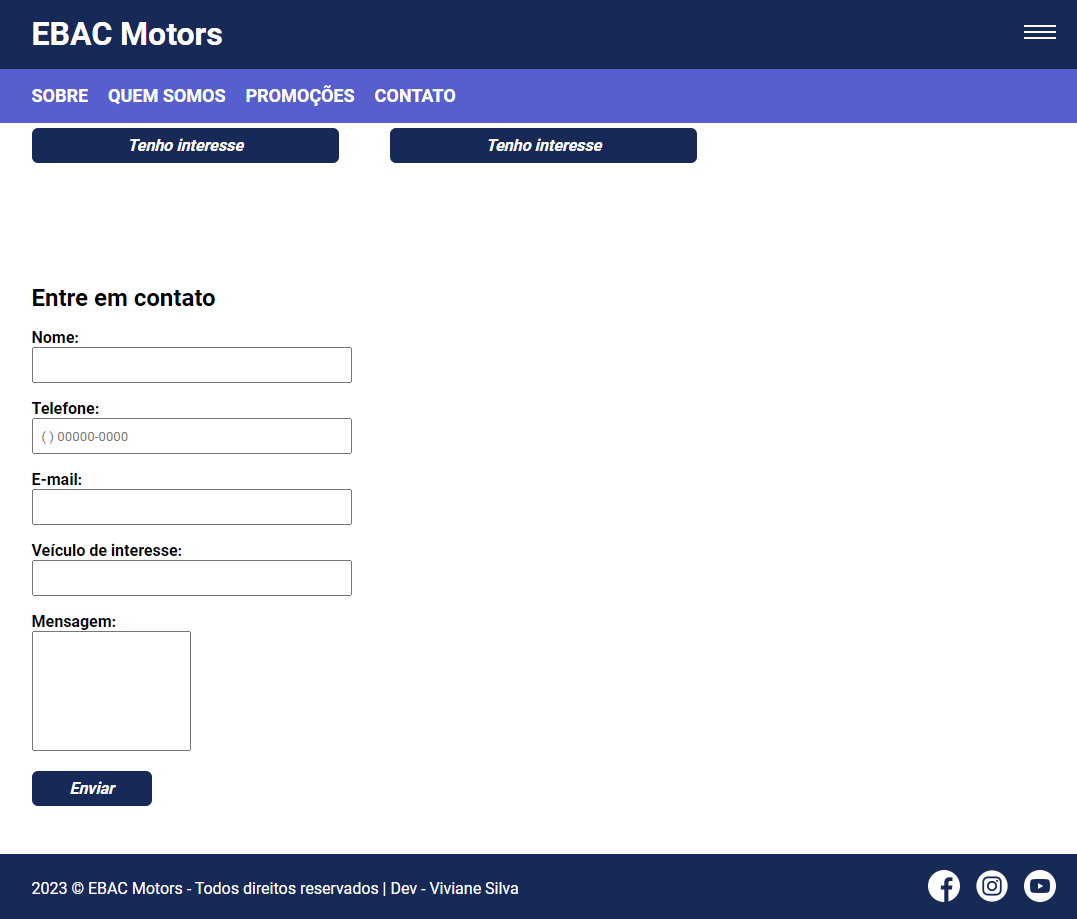 EBAC Motors
SOBRE QUEM SOMOS PROMOÇÕES CONTATO
Tenho interesse Tenho interesse
Entre em contato
Nome:
Telefone:
( ) 00000-0000
E-mail:
Veículo de interesse:
Mensagem:
Enviar
2023 © EBAC Motors - Todos direitos reservados | Dev - Viviane Silva